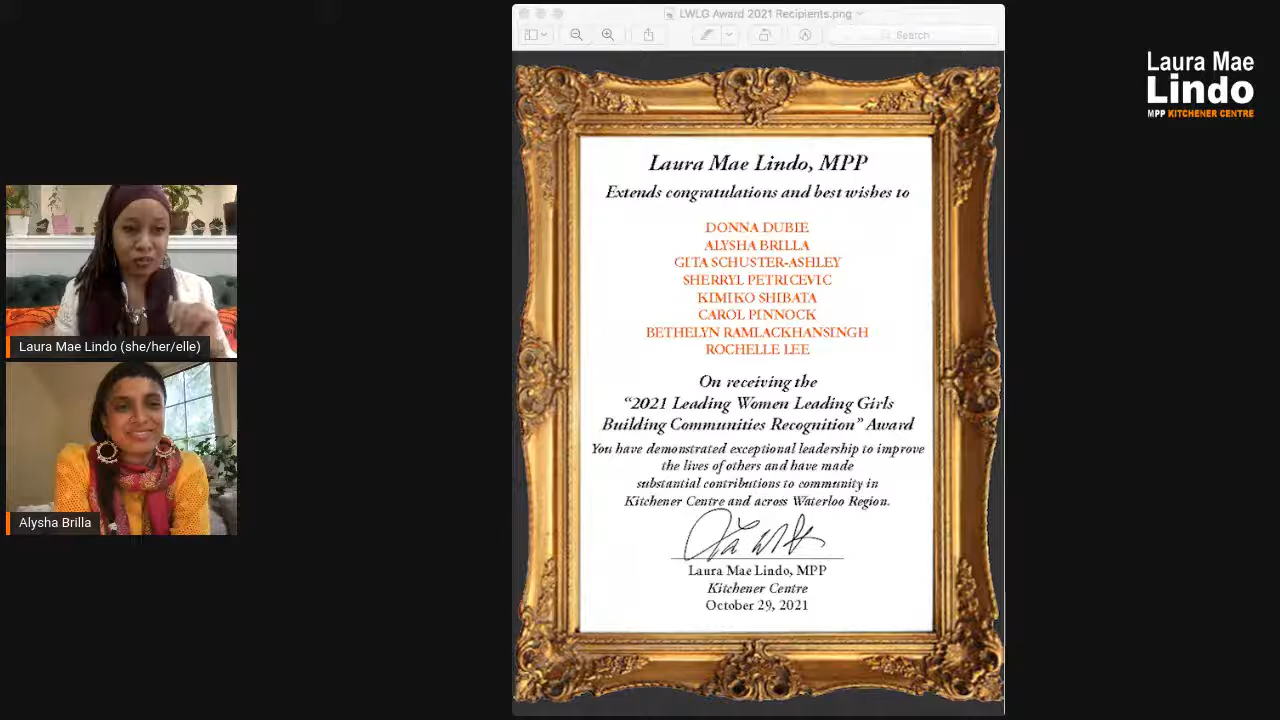 LWLG Award 2021 Recipients.png
Search
Laura Mae
Lindo
MPP KITCHENER CENTRE
Laura Mae Lindo, MPP
Extends congratulations and best wishes to
DONNA DUBIE
ALYSHA BRILLA
GITA SCHUSTER-ASHLEY
SHERRYL PETRICEVIC
KIMIKO SHIBATA
CAROL PINNOCK
BETHELYN RAMLACKHANSINGH
ROCHELLE LEE
On receiving the
“2021 Leading Women Leading Girls
Building Communities Recognition” Award
You have demonstrated exceptional leadership to improve
the lives of others and have made
substantial contributions to community in
Kitchener Centre and across Waterloo Region.
Laura Mae Lindo, MPP
Kitchener Centre
October 29, 2021
Laura Mae Lindo (she/her/elle)
Alysha Brilla